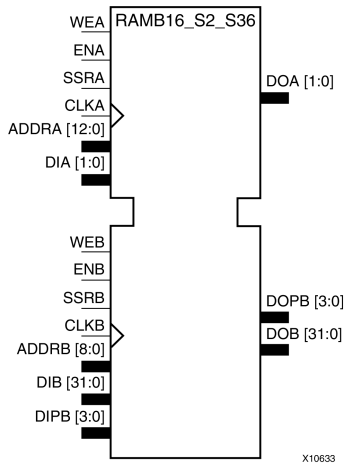 RAMB16_S2_S36
WEA
ENA
SSRA
CLKA
ADDRA [12:0]
DIA [1:0]
DOA [1:0]
WEB
ENB
SSRB
CLKB
ADDRB [8:0]
DIB [31:0]
DIPB [3:0]
DOPB [3:0]
DOB [31:0]
X10633